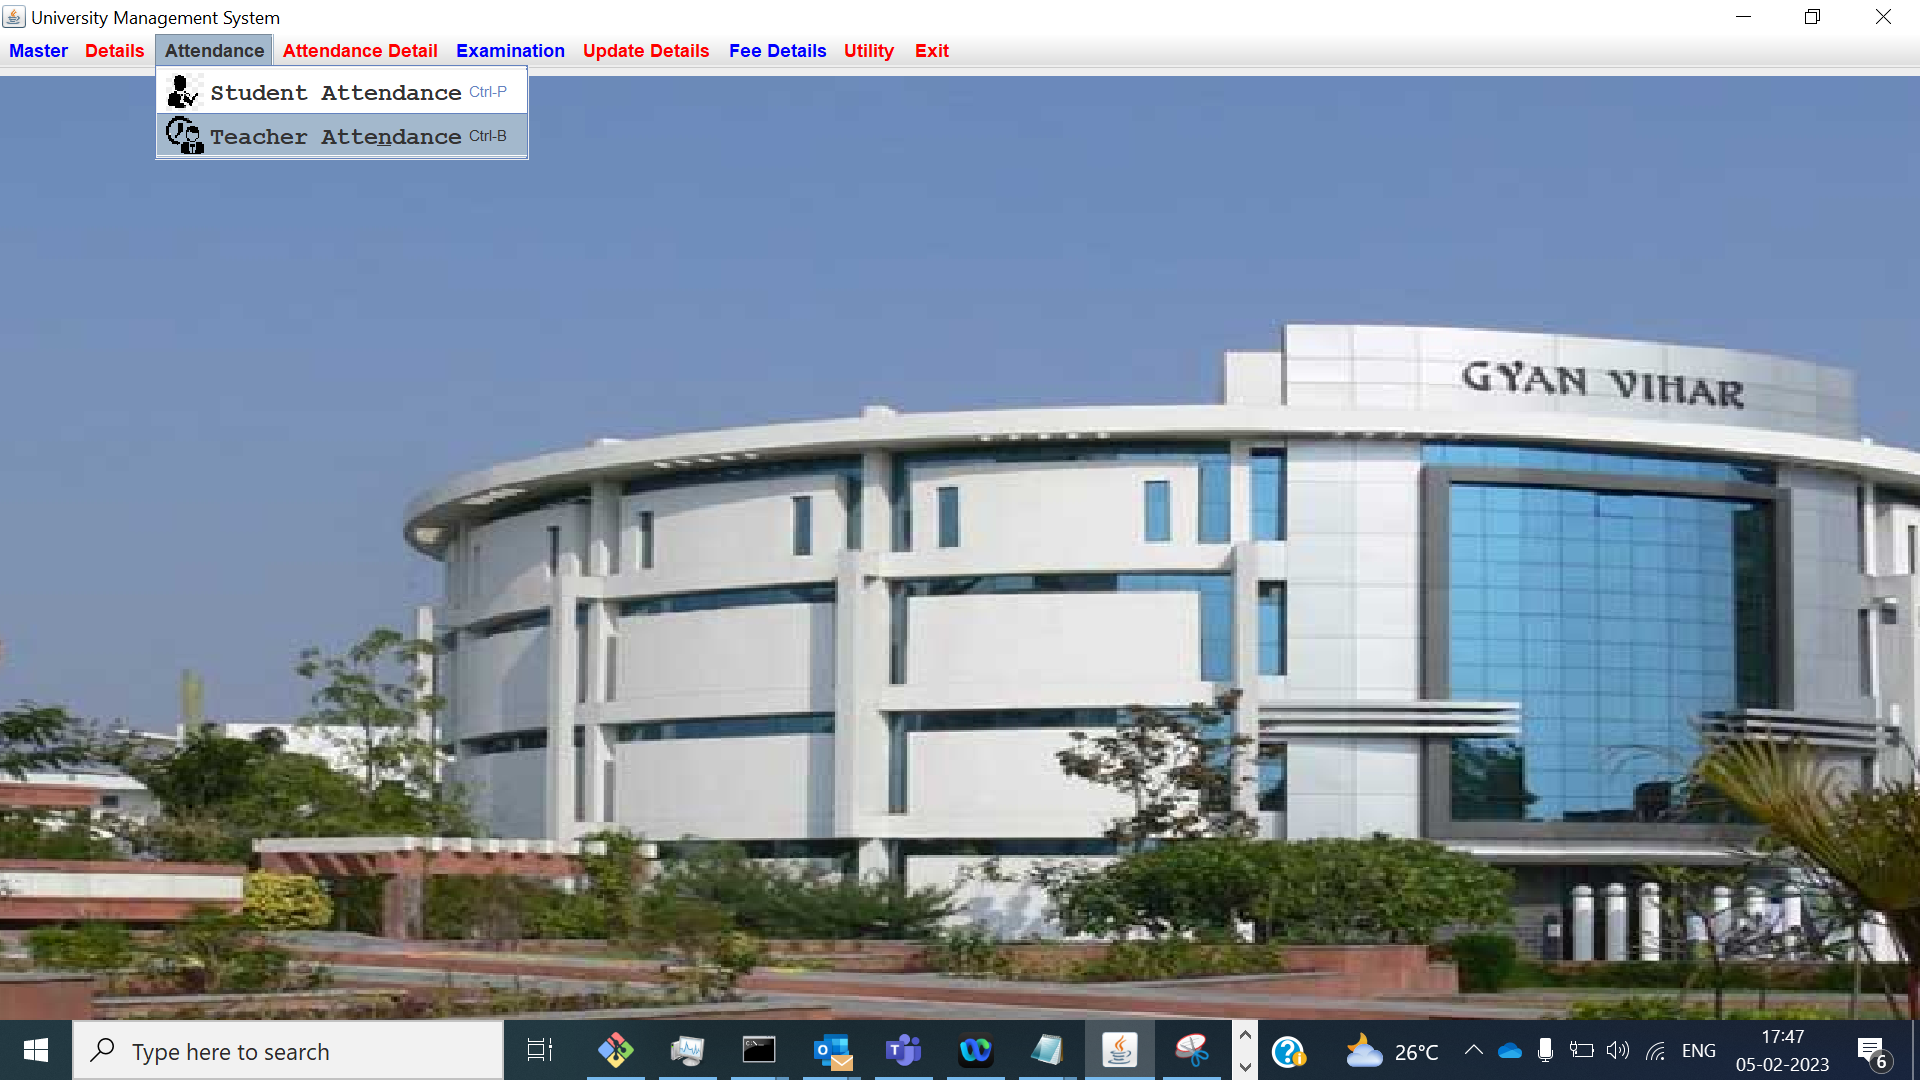 University Management System
Master Details Attendance Attendance Detail Examination Update Details Fee Details Utility Exit
Student Attendance Ctrl-P
Teacher Attendance Ctrl-B
GYAN VIHAR
Type here to search
26°C
ENG
17:47
05-02-2023
6